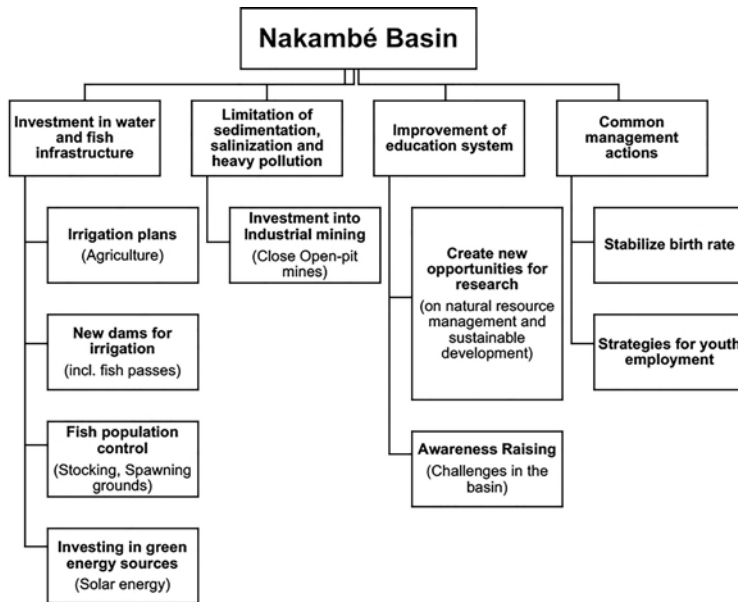 Nakambé Basin
Investment in water
and fish
infrastructure
Limitation of
sedimentation,
salinization and
heavy pollution
Improvement of
education system
Common
management
actions
Irrigation plans
(Agriculture)
New dams for
irrigation
(incl. fish passes)
Fish population
control
(Stocking, Spawning
grounds)
Investing in green
energy sources
(Solar energy)
Investment into
Industrial mining
(Close Open-pit
mines)
Create new
opportunities for
research
(on natural resource
management and
sustainable
development)
Awareness Raising
(Challenges in the
basin)
Stabilize birth rate
Strategies for youth
employment